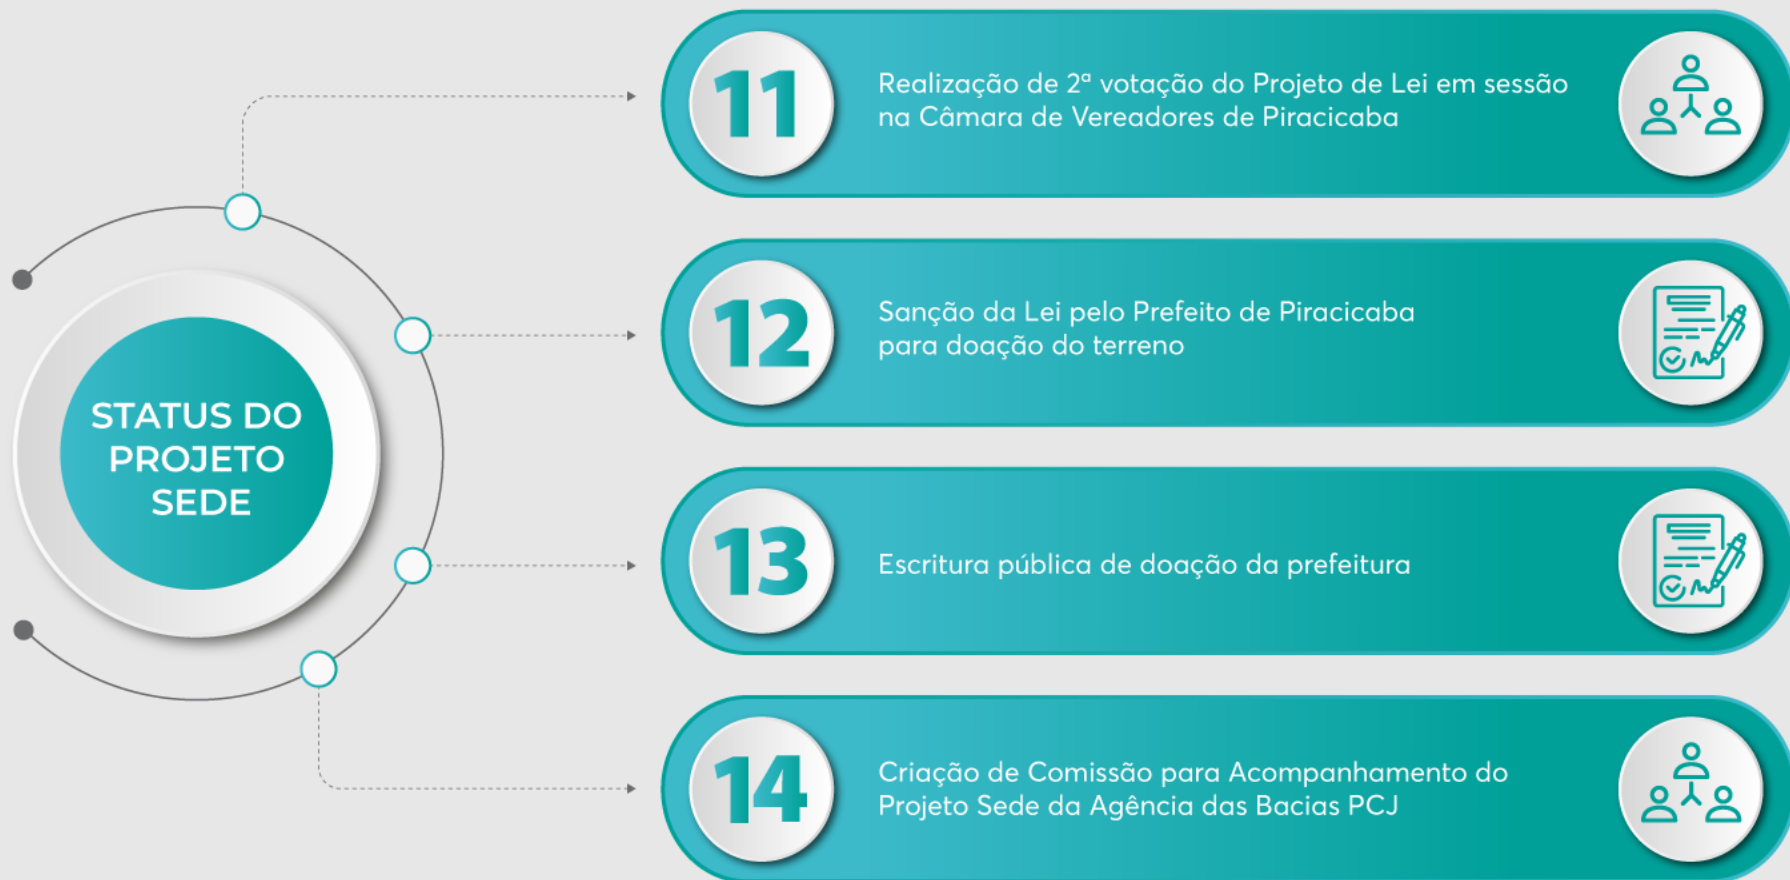 STATUS DO
PROJETO
SEDE
11
Realização de 2ª votação do Projeto de Lei em sessão
na Câmara de Vereadores de Piracicaba
12
Sanção da Lei pelo Prefeito de Piracicaba
para doação do terreno
13
Escritura pública de doação da prefeitura
14
Criação de Comissão para Acompanhamento do
Projeto Sede da Agência das Bacias PCJ